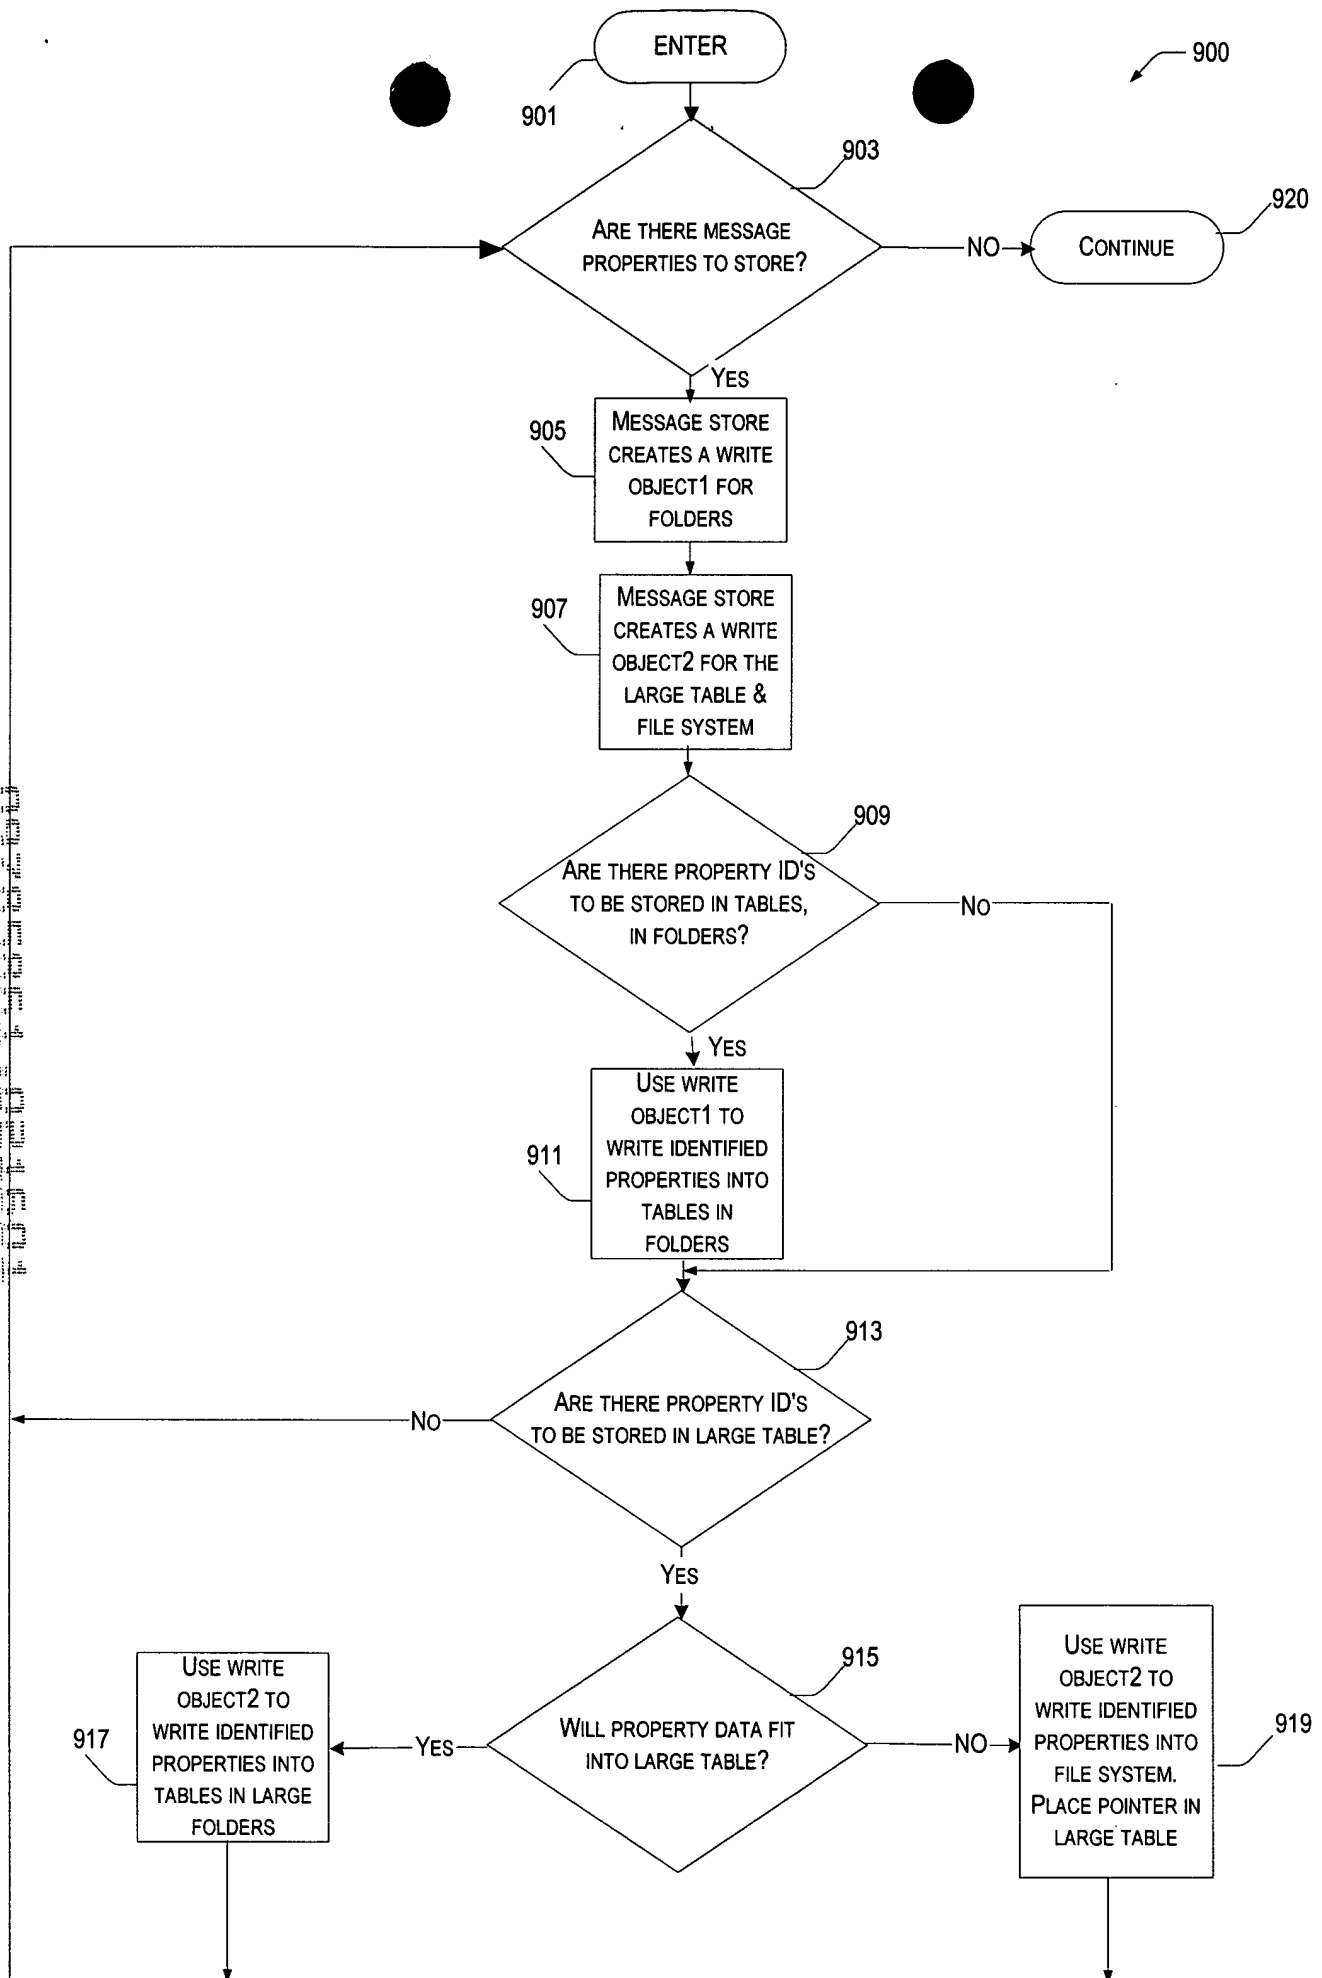 ENTER
900
901
903
ARE THERE MESSAGE
PROPERTIES TO STORE?
NO
920
CONTINUE
YES
905
MESSAGE STORE
CREATES A WRITE
OBJECT1 FOR
FOLDERS
907
MESSAGE STORE
CREATES A WRITE
OBJECT2 FOR THE
LARGE TABLE &
FILE SYSTEM
909
ARE THERE PROPERTY ID'S
TO BE STORED IN TABLES,
IN FOLDERS?
NO
YES
911
USE WRITE
OBJECT1 TO
WRITE IDENTIFIED
PROPERTIES INTO
TABLES IN
FOLDERS
913
ARE THERE PROPERTY ID'S
TO BE STORED IN LARGE TABLE?
NO
YES
915
WILL PROPERTY DATA FIT
INTO LARGE TABLE?
YES
917
USE WRITE
OBJECT2 TO
WRITE IDENTIFIED
PROPERTIES INTO
TABLES IN LARGE
FOLDERS
NO
919
USE WRITE
OBJECT2 TO
WRITE IDENTIFIED
PROPERTIES INTO
FILE SYSTEM.
PLACE POINTER IN
LARGE TABLE